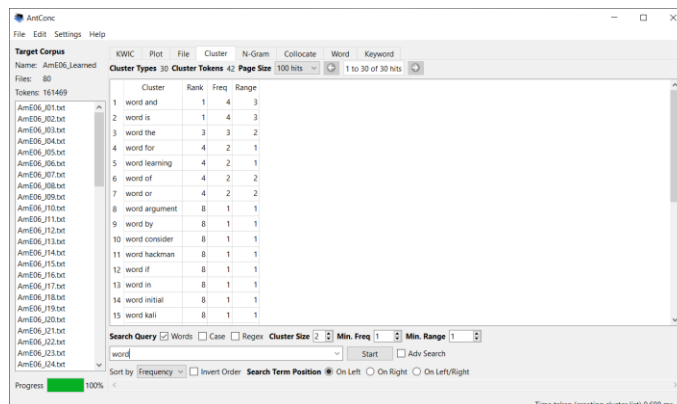 AntConc
File Edit Settings Help
Target Corpus
Name: AmE06_Learned
Files: 80
Tokens: 161469
AmE06_J01.txt
AmE06_J02.txt
AmE06_J03.txt
AmE06_J04.txt
AmE06_J05.txt
AmE06_J06.txt
AmE06_J07.txt
AmE06_J08.txt
AmE06_J09.txt
AmE06_J10.txt
AmE06_J11.txt
AmE06_J12.txt
AmE06_J13.txt
AmE06_J14.txt
AmE06_J15.txt
AmE06_J16.txt
AmE06_J17.txt
AmE06_J18.txt
AmE06_J19.txt
AmE06_J20.txt
AmE06_J21.txt
AmE06_J22.txt
AmE06_J23.txt
AmE06_J24.txt
Progress 100%
KWIC Plot File Cluster N-Gram Collocate Word Keyword
Cluster Types 30 Cluster Tokens 42 Page Size 100 hits 1 to 30 of 30 hits
Cluster Rank Freq Range
1 word and 1 4 3
2 word is 1 4 3
3 word the 3 3 2
4 word for 4 2 1
5 word learning 4 2 1
6 word of 4 2 2
7 word or 4 2 2
8 word argument 8 1 1
9 word by 8 1 1
10 word consider 8 1 1
11 word hackman 8 1 1
12 word if 8 1 1
13 word in 8 1 1
14 word initial 8 1 1
15 word kali 8 1 1
Search Query Words Case Regex Cluster Size 2 Min. Freq 1 Min. Range 1
word Start Adv Search
Sort by Frequency Invert Order Search Term Position On Left On Right On Left/Right